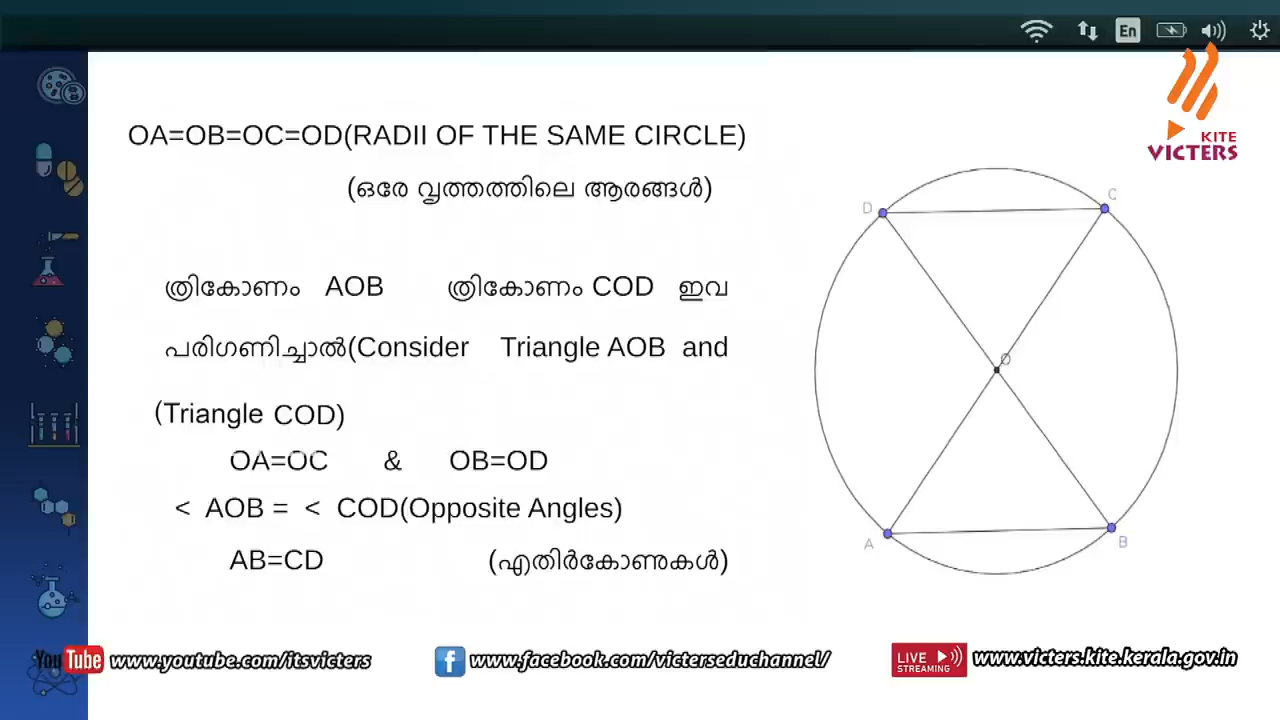 En
KITE
VICTERS
OA=OB=OC=OD(RADII OF THE SAME CIRCLE)
(ഒരേ വൃത്തത്തിലെ ആരങ്ങൾ)
ത്രികോണം AOB ത്രികോണം COD ഇവ
പരിഗണിച്ചാൽ(Consider Triangle AOB and
(Triangle COD)
OA=OC & OB=OD
< AOB = < COD(Opposite Angles)
AB=CD (എതിർകോണുകൾ)
D
C
O
A
B
YouTube www.youtube.com/itsvicters
f www.facebook.com/victerseduchannel/
LIVE STREAMING www.victers.kite.kerala.gov.in